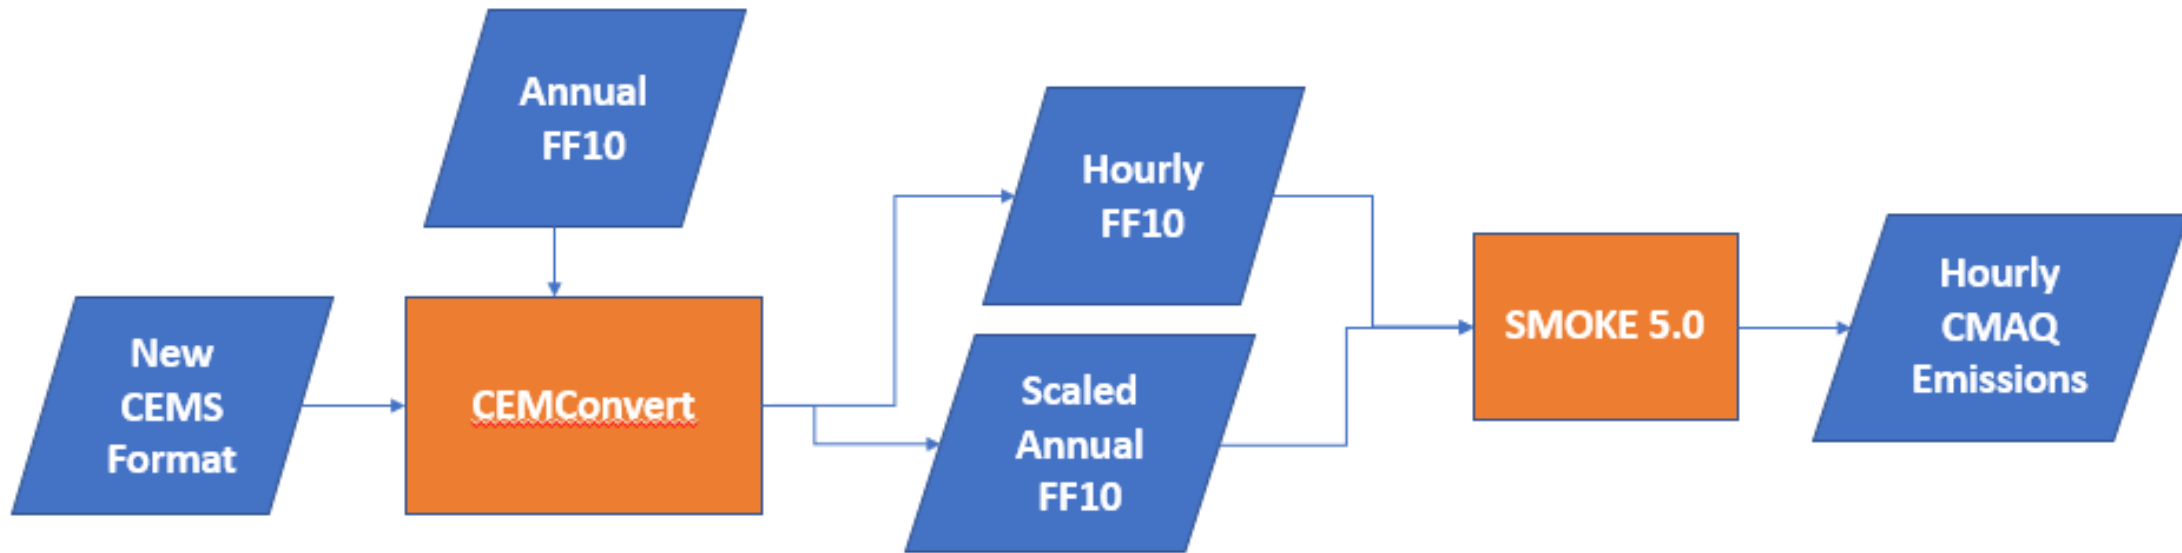 Annual
FF10
New
CEMS
Format
CEMConvert
Hourly
FF10
Scaled
Annual
FF10
SMOKE 5.0
Hourly
CMAQ
Emissions